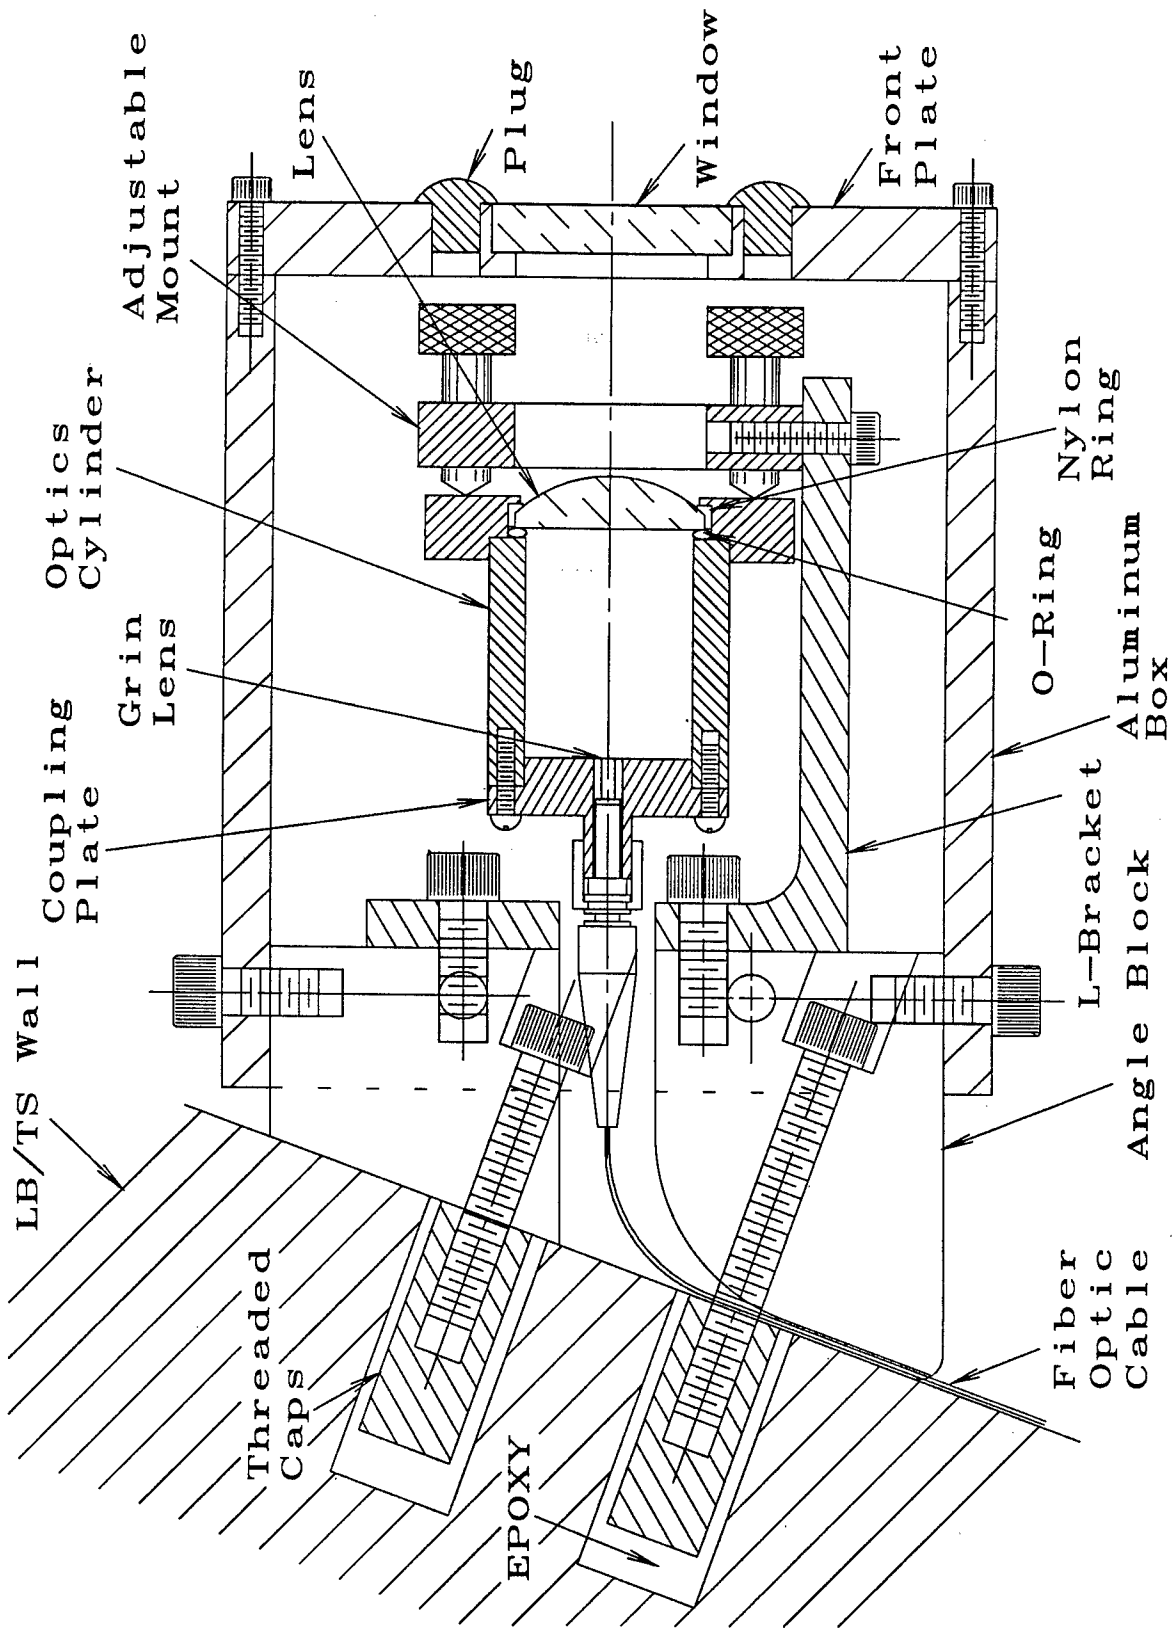 Adjustable
Mount
Lens
Plug
Window
Front
Plate
Optics
Cylinder
Nylon
Ring
Grin
Lens
O-Ring
Coupling
Plate
Aluminum
Box
L-Bracket
LB/TS Wall
Angle Block
Threaded
Caps
EPOXY
Fiber
Optic
Cable